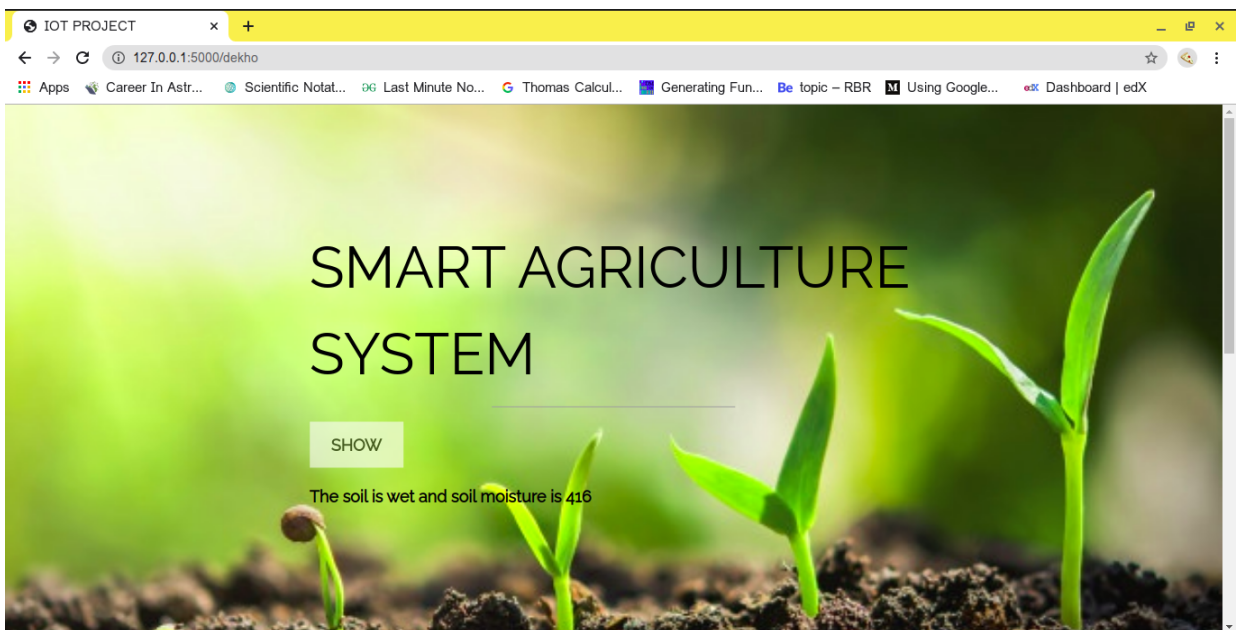 IOT PROJECT
127.0.0.1:5000/dekho
Apps Career In Astr... Scientific Notat... Last Minute No... Thomas Calcul... Generating Fun... Be topic – RBR M Using Google... edX Dashboard | edX
SMART AGRICULTURE
SYSTEM
SHOW
The soil is wet and soil moisture is 416